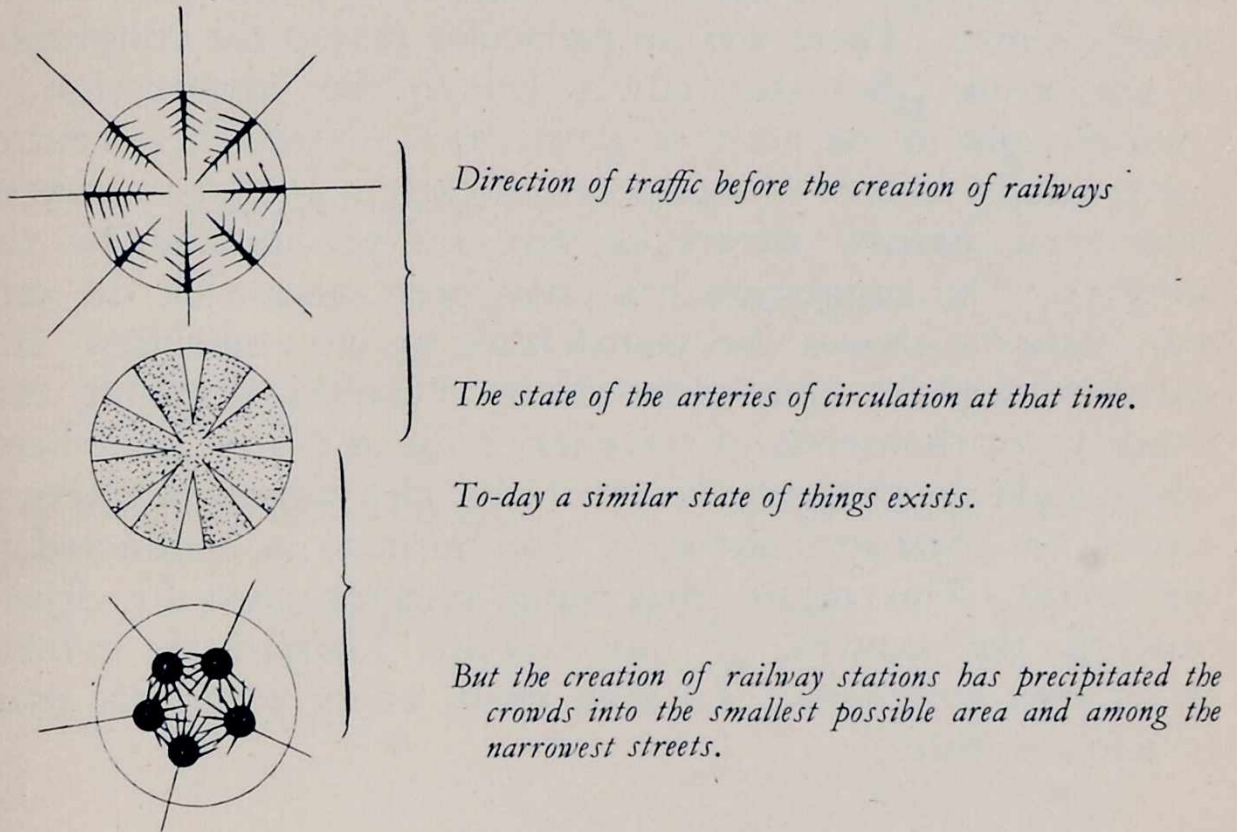 Direction of traffic before the creation of railways
The state of the arteries of circulation at that time.
To-day a similar state of things exists.
But the creation of railway stations has precipitated the
crowds into the smallest possible area and among the
narrowest streets.